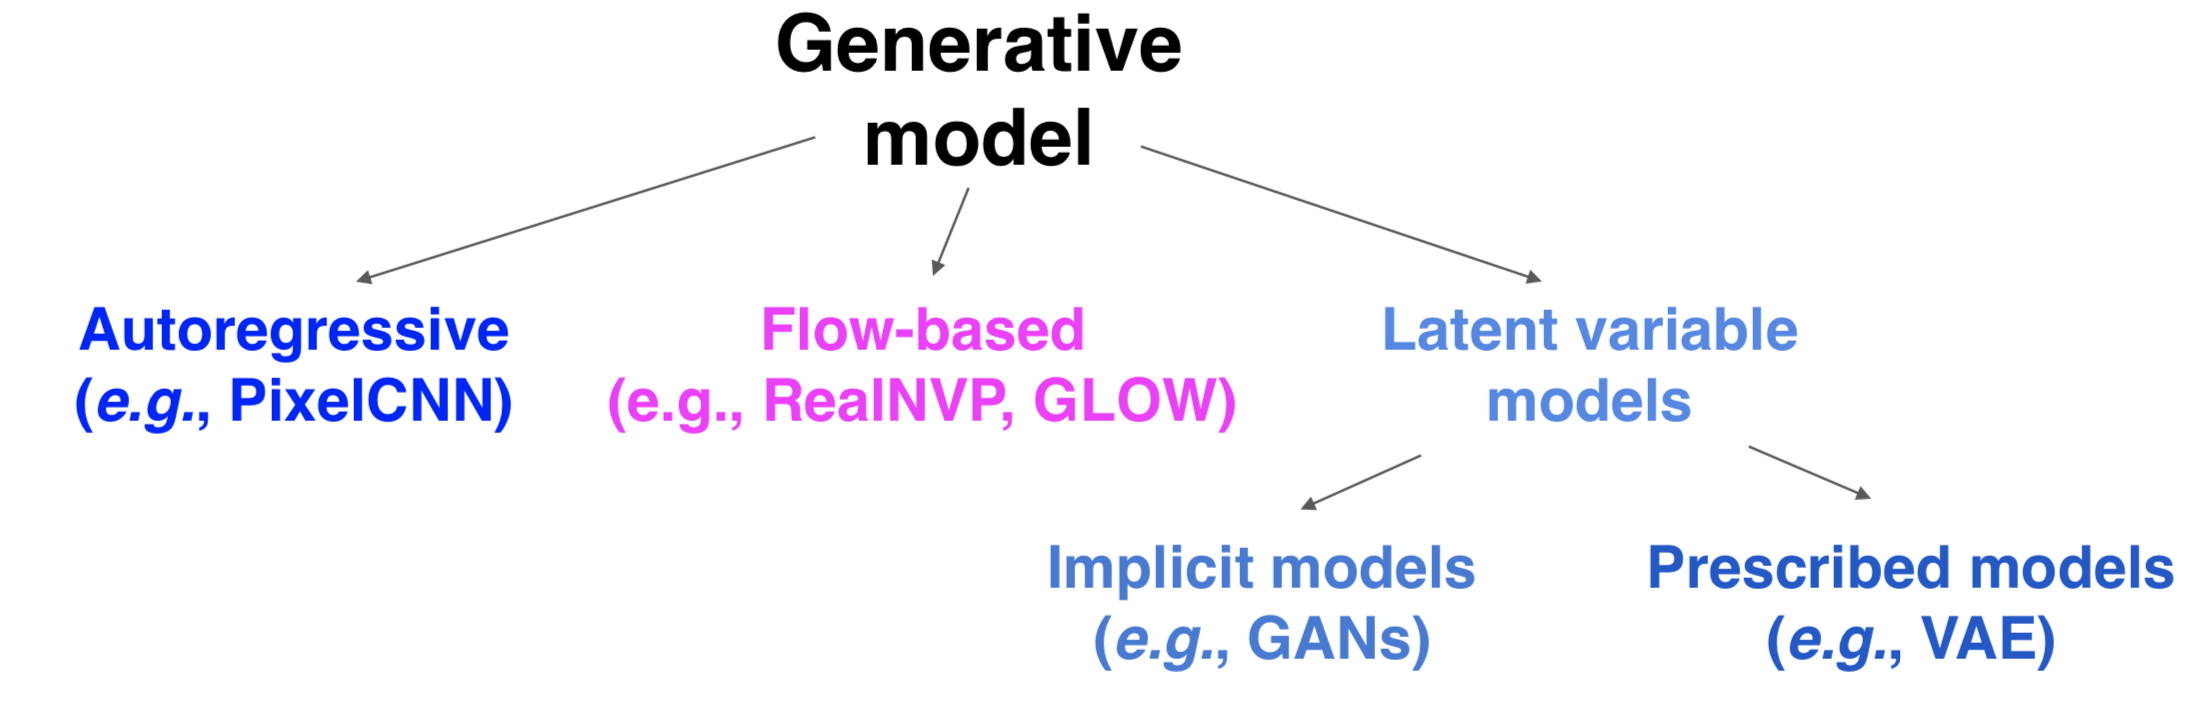 Generative
model
Autoregressive
(e.g., PixelCNN)
Flow-based
(e.g., RealNVP, GLOW)
Latent variable
models
Implicit models
(e.g., GANs)
Prescribed models
(e.g., VAE)